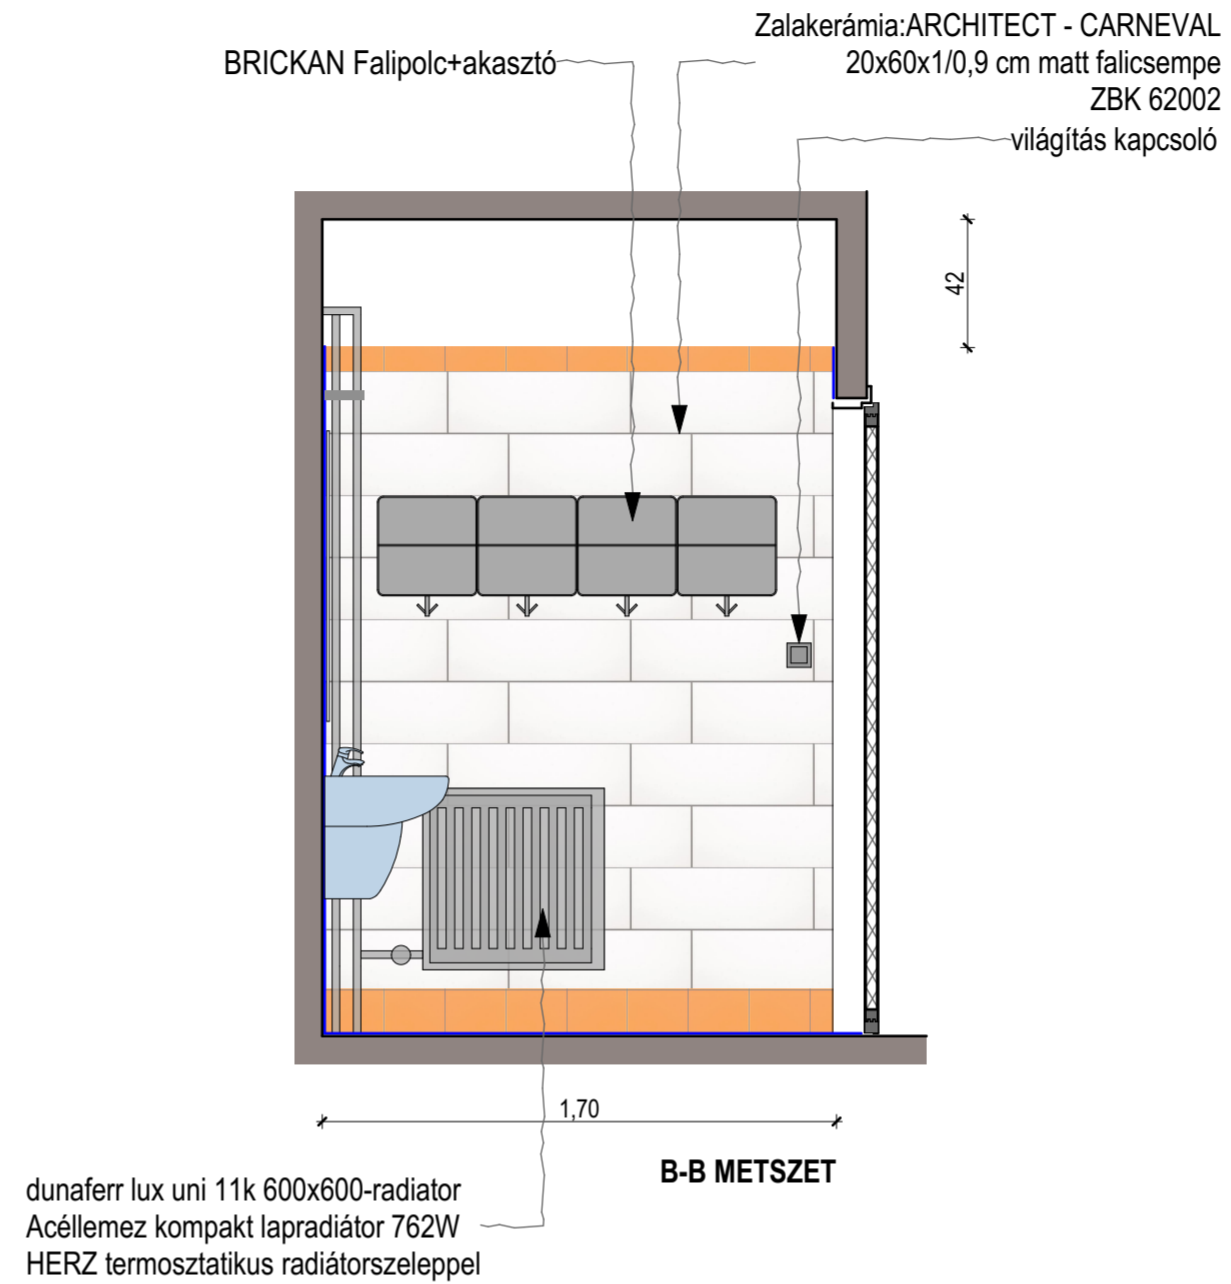 Zalakerámia:ARCHITECT - CARNEVAL
20x60x1/0,9 cm matt falicsempe
ZBK 62002
BRICKAN Falipolc+akasztó
világítás kapcsoló
42
1,70
B-B METSZET
dunaferr lux uni 11k 600x600-radiator
Acéllemez kompakt lapradiátor 762W
HERZ termosztatikus radiátorszeleppel